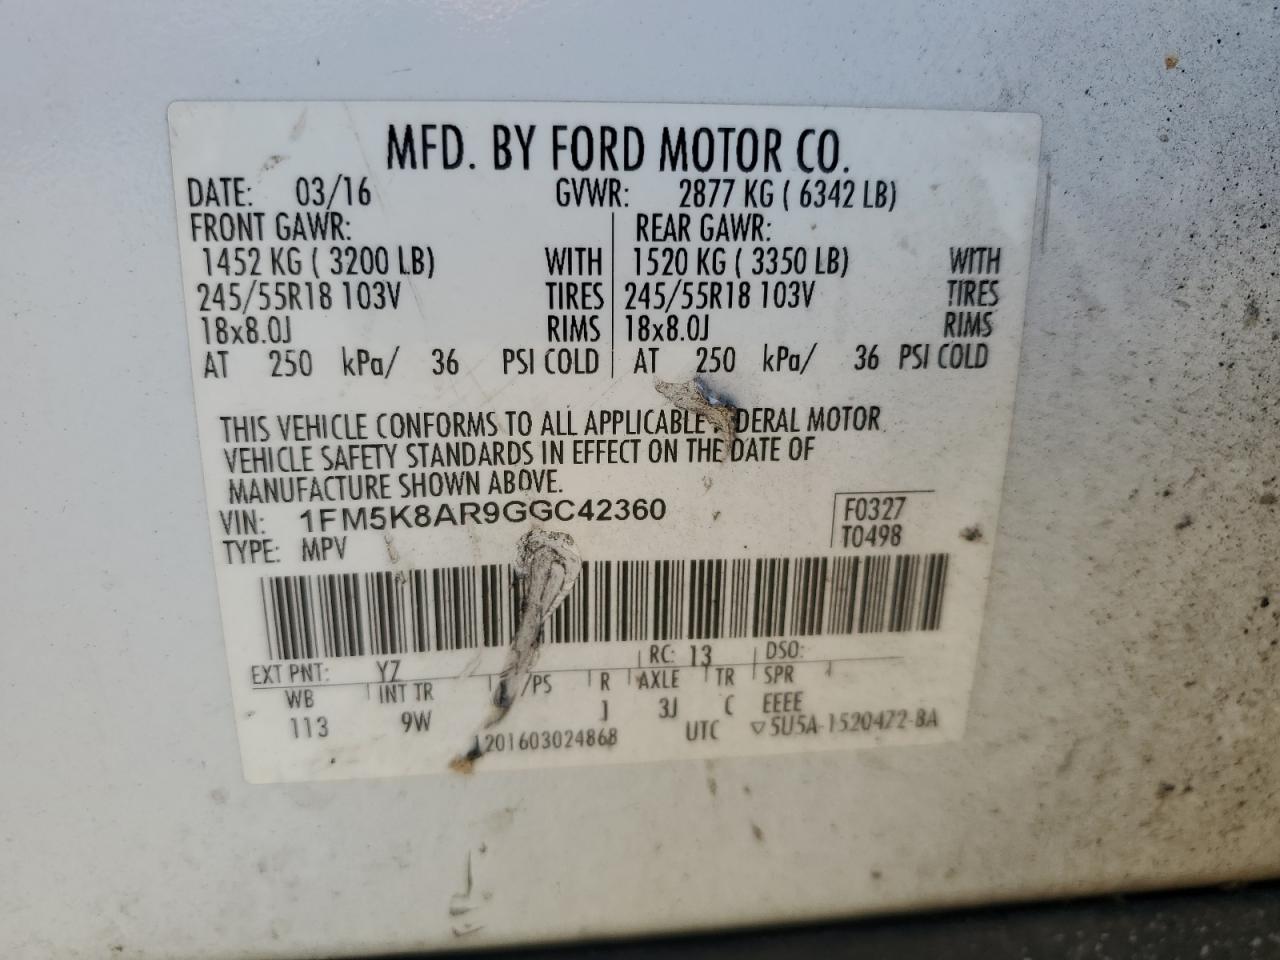 MFD. BY FORD MOTOR CO.
DATE: 03/16 GVWR: 2877 KG ( 6342 LB)
FRONT GAWR: REAR GAWR:
1452 KG ( 3200 LB) WITH 1520 KG ( 3350 LB) WITH
245/55R18 103V TIRES 245/55R18 103V TIRES
18x8.0J RIMS 18x8.0J RIMS
AT 250 kPa/ 36 PSI COLD AT 250 kPa/ 36 PSI COLD
THIS VEHICLE CONFORMS TO ALL APPLICABLE DERAL MOTOR
VEHICLE SAFETY STANDARDS IN EFFECT ON THE DATE OF
MANUFACTURE SHOWN ABOVE.
VIN: 1FM5K8AR9GGC42360 F0327
TYPE: MPV T0498
RC: 13 DSO:
EXT PNT: YZ
WB INT TR /PS R AXLE TR SPR
113 9W J 3J C EEEE
1201603024868 UTC ▽5U5A-1520472-BA